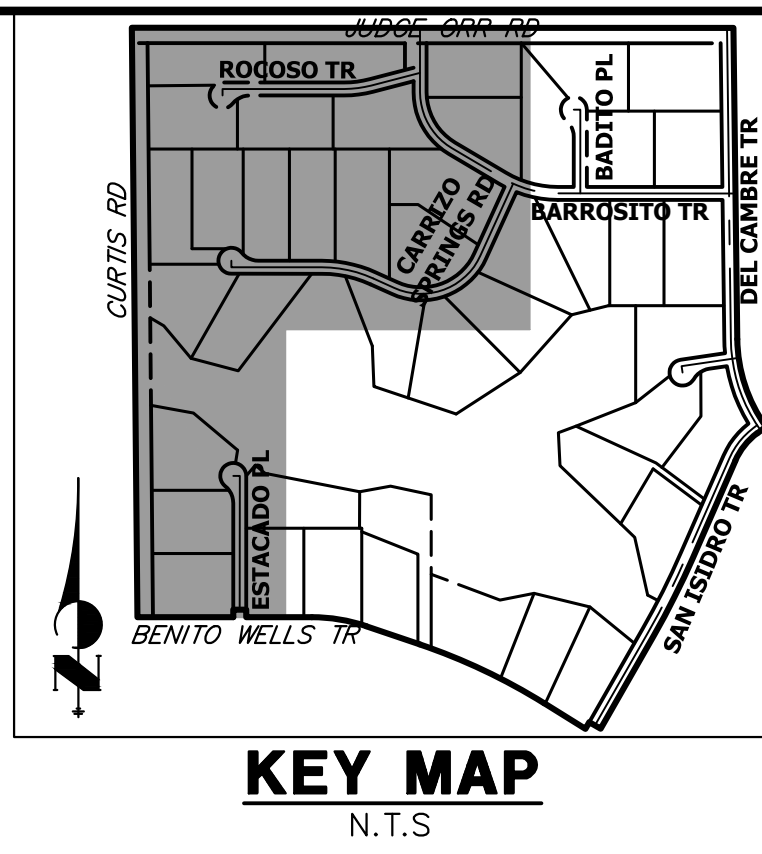 JUDGE ORR RD
ROCOSO TR
BADITO PL
DEL CAMBRE TR
CURTIS RD
CARRIZO
SPRINGS RD
BARROSITO TR
ESTACADO PL
SAN ISIDRO TR
BENITO WELLS TR
N
KEY MAP
N.T.S